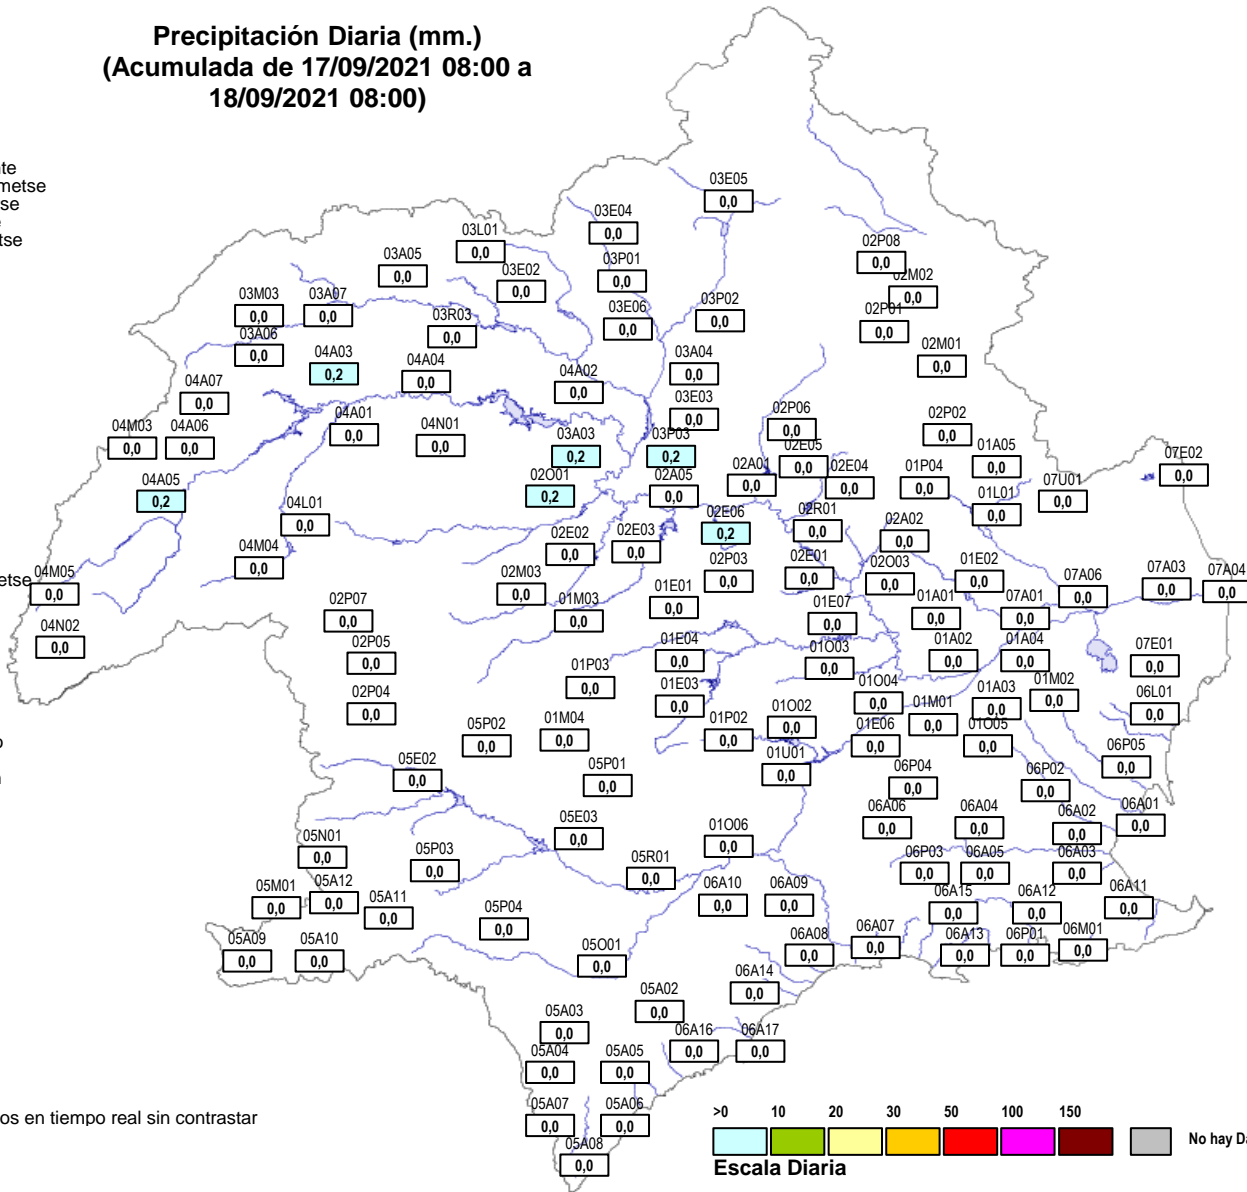 Precipitación Diaria (mm.)
(Acumulada de 17/09/2021 08:00 a
18/09/2021 08:00)
nte
metse
se
tse
03E05
0,0
03E04
0,0
03L01
0,0
03P01
0,0
02P08
0,0
03A05
0,0
03E02
0,0
02M02
0,0
03M03
0,0
03A07
0,0
03R03
0,0
03E06
0,0
03P02
0,0
02P01
0,0
03A06
0,0
04A03
0,2
04A04
0,0
04A02
0,0
03A04
0,0
02M01
0,0
04A07
0,0
03E03
0,0
04M03
0,0
04A06
0,0
04A01
0,0
04N01
0,0
03A03
0,2
03P03
0,2
02P06
0,0
02P02
0,0
02E05
0,0
01A05
0,0
07E02
0,0
04A05
0,2
02O01
0,2
02A05
0,0
02A01
0,0
02E04
0,0
01P04
0,0
07U01
0,0
01L01
0,0
04L01
0,0
02E06
0,2
02R01
0,0
02A02
0,0
04M04
0,0
02E02
0,0
02E03
0,0
metse
04M05
0,0
02M03
0,0
02P03
0,0
02E01
0,0
02O03
0,0
01E02
0,0
07A06
0,0
07A03
0,0
07A04
0,0
02P07
0,0
01M03
0,0
01E01
0,0
01E07
0,0
01A01
0,0
07A01
0,0
04N02
0,0
02P05
0,0
01E04
0,0
01O03
0,0
01A02
0,0
01A04
0,0
07E01
0,0
02P04
0,0
01P03
0,0
01E03
0,0
01O04
0,0
01M01
0,0
01A03
0,0
01M02
0,0
06L01
0,0
05P02
0,0
01M04
0,0
01P02
0,0
01O02
0,0
01E06
0,0
01O05
0,0
o
05E02
0,0
05P01
0,0
01U01
0,0
06P04
0,0
06P02
0,0
06P05
0,0
05E03
0,0
01O06
0,0
06A06
0,0
06A04
0,0
06A02
0,0
06A01
0,0
05N01
0,0
05P03
0,0
05R01
0,0
06P03
0,0
06A05
0,0
06A03
0,0
05M01
0,0
05A12
0,0
05A11
0,0
06A10
0,0
06A09
0,0
06A15
0,0
06A12
0,0
06A11
0,0
05P04
0,0
05A09
0,0
05A10
0,0
05O01
0,0
06A08
0,0
06A07
0,0
06A13
0,0
06P01
0,0
06M01
0,0
06A14
0,0
05A02
0,0
05A03
0,0
06A16
0,0
06A17
0,0
05A04
0,0
05A05
0,0
05A07
0,0
05A06
0,0
05A08
0,0
os en tiempo real sin contrastar
>0 10 20 30 50 100 150
No hay Da
Escala Diaria